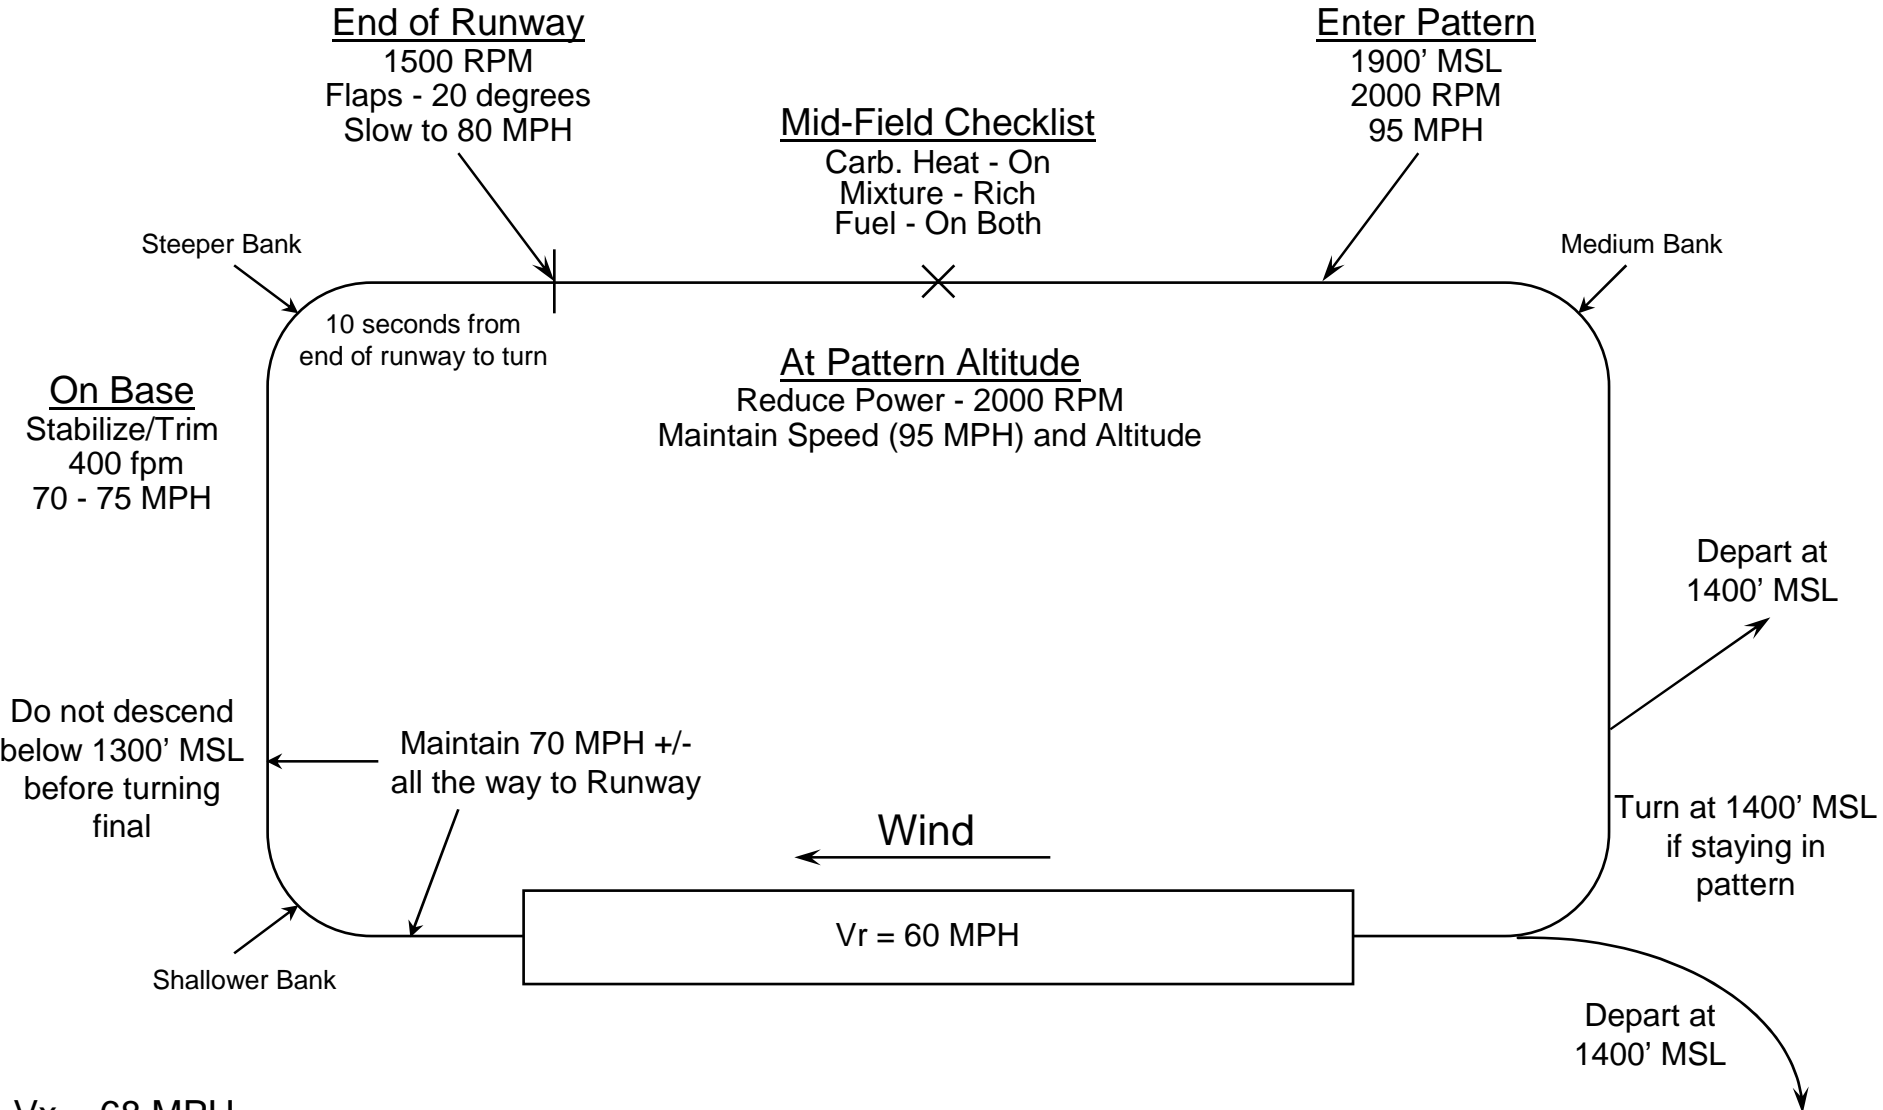 End of Runway
1500 RPM
Flaps - 20 degrees
Slow to 80 MPH
Enter Pattern
1900’ MSL
2000 RPM
95 MPH
Mid-Field Checklist
Carb. Heat - On
Mixture - Rich
Fuel - On Both
Steeper Bank
Medium Bank
10 seconds from
end of runway to turn
At Pattern Altitude
Reduce Power - 2000 RPM
Maintain Speed (95 MPH) and Altitude
On Base
Stabilize/Trim
400 fpm
70 - 75 MPH
Depart at
1400’ MSL
Do not descend
below 1300’ MSL
before turning
final
Maintain 70 MPH +/-
all the way to Runway
Wind
Turn at 1400’ MSL
if staying in
pattern
Vr = 60 MPH
Shallower Bank
Depart at
1400’ MSL
68 MPH